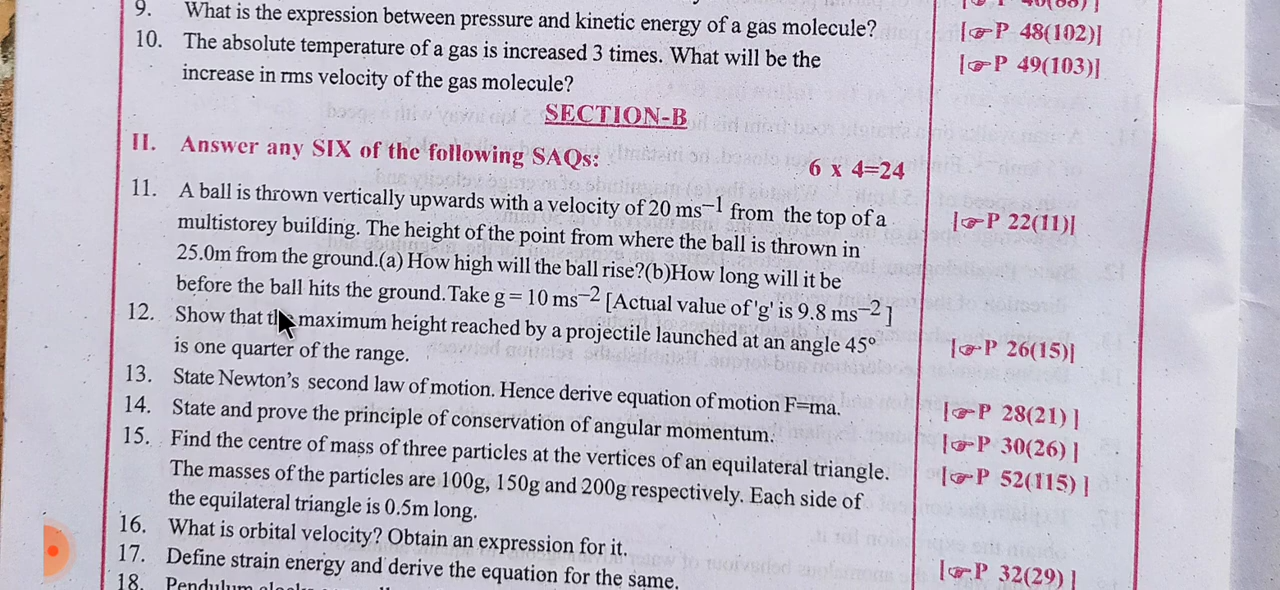 9. What is the expression between pressure and kinetic energy of a gas molecule? [☞P 48(102)]
10. The absolute temperature of a gas is increased 3 times. What will be the [☞P 49(103)]
increase in rms velocity of the gas molecule?
SECTION-B
II. Answer any SIX of the following SAQs: 6 x 4=24
11. A ball is thrown vertically upwards with a velocity of 20 ms⁻¹ from the top of a [☞P 22(11)]
multistorey building. The height of the point from where the ball is thrown in
25.0m from the ground.(a) How high will the ball rise?(b)How long will it be
before the ball hits the ground.Take g = 10 ms⁻² [Actual value of 'g' is 9.8 ms⁻² ]
12. Show that the maximum height reached by a projectile launched at an angle 45° [☞P 26(15)]
is one quarter of the range.
13. State Newton's second law of motion. Hence derive equation of motion F=ma. [☞P 28(21) ]
14. State and prove the principle of conservation of angular momentum. [☞P 30(26) ]
15. Find the centre of mass of three particles at the vertices of an equilateral triangle. [☞P 52(115) ]
The masses of the particles are 100g, 150g and 200g respectively. Each side of
the equilateral triangle is 0.5m long.
16. What is orbital velocity? Obtain an expression for it.
17. Define strain energy and derive the equation for the same. [☞P 32(29) ]
18. Pendulum clocks